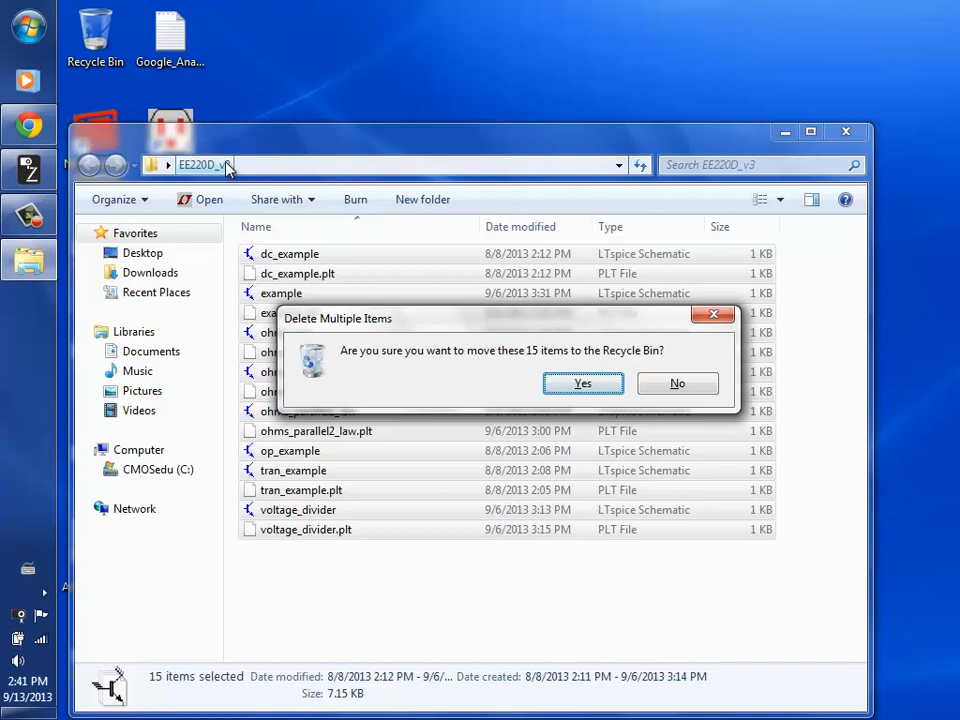 Recycle Bin
Google_Ana...
EE220D_v3
Search EE220D_v3
Organize
Open
Share with
Burn
New folder
Name
Date modified
Type
Size
Favorites
Desktop
Downloads
Recent Places
Libraries
Documents
Music
Pictures
Videos
Computer
CMOSedu (C:)
Network
dc_example 8/8/2013 2:12 PM LTspice Schematic 1 KB
dc_example.plt 8/8/2013 2:12 PM PLT File 1 KB
example 9/6/2013 3:31 PM LTspice Schematic 1 KB
Delete Multiple Items
Are you sure you want to move these 15 items to the Recycle Bin?
Yes
No
ohms_parallel2_law.plt 9/6/2013 3:00 PM PLT File 1 KB
op_example 8/8/2013 2:06 PM LTspice Schematic 1 KB
tran_example 8/8/2013 2:08 PM LTspice Schematic 1 KB
tran_example.plt 8/8/2013 2:05 PM PLT File 1 KB
voltage_divider 9/6/2013 3:13 PM LTspice Schematic 1 KB
voltage_divider.plt 9/6/2013 3:15 PM PLT File 1 KB
15 items selected Date modified: 8/8/2013 2:12 PM - 9/6/... Date created: 8/8/2013 2:11 PM - 9/6/2013 3:14 PM
Size: 7.15 KB
2:41 PM
9/13/2013